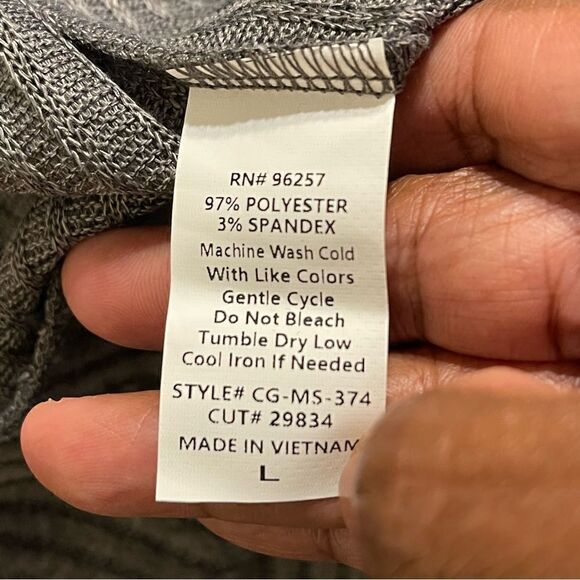 RN# 96257
97% POLYESTER
3% SPANDEX
Machine Wash Cold
With Like Colors
Gentle Cycle
Do Not Bleach
Tumble Dry Low
Cool Iron If Needed
STYLE# CG-MS-374
CUT# 29834
MADE IN VIETNAM
L